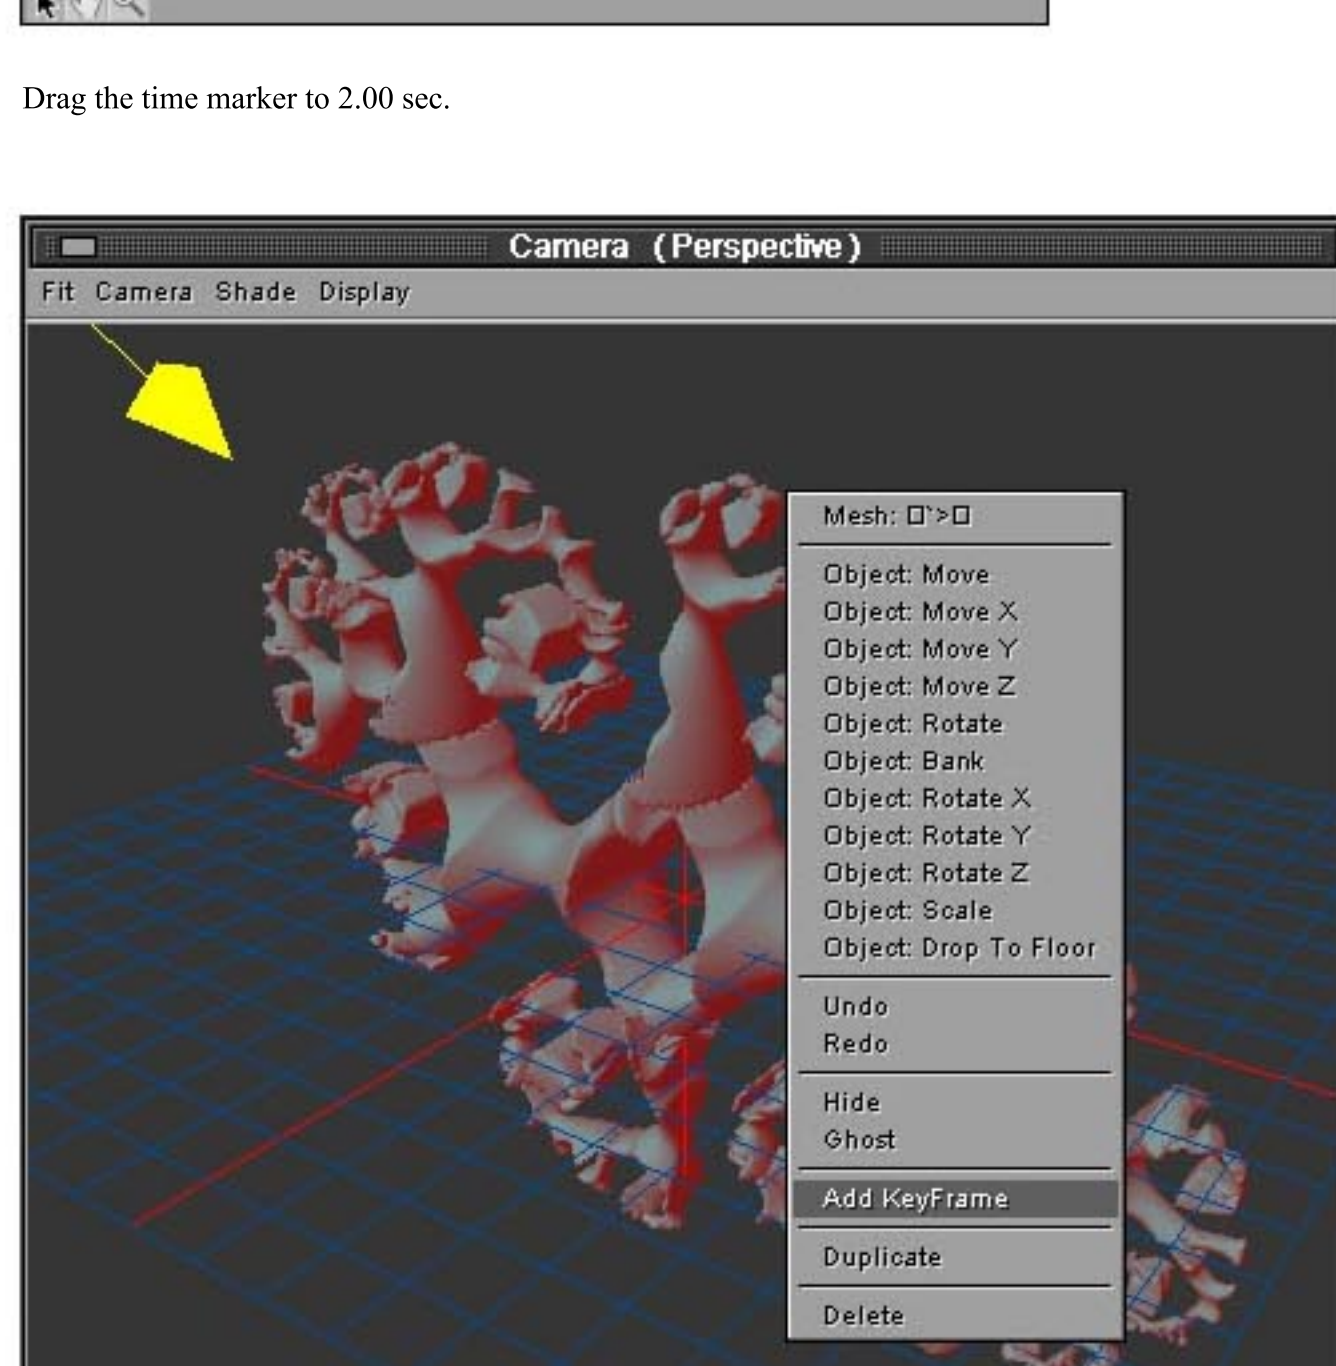 Drag the time marker to 2.00 sec.
Camera (Perspective)
Fit Camera Shade Display
Mesh: □`>□
Object: Move
Object: Move X
Object: Move Y
Object: Move Z
Object: Rotate
Object: Bank
Object: Rotate X
Object: Rotate Y
Object: Rotate Z
Object: Scale
Object: Drop To Floor
Undo
Redo
Hide
Ghost
Add KeyFrame
Duplicate
Delete